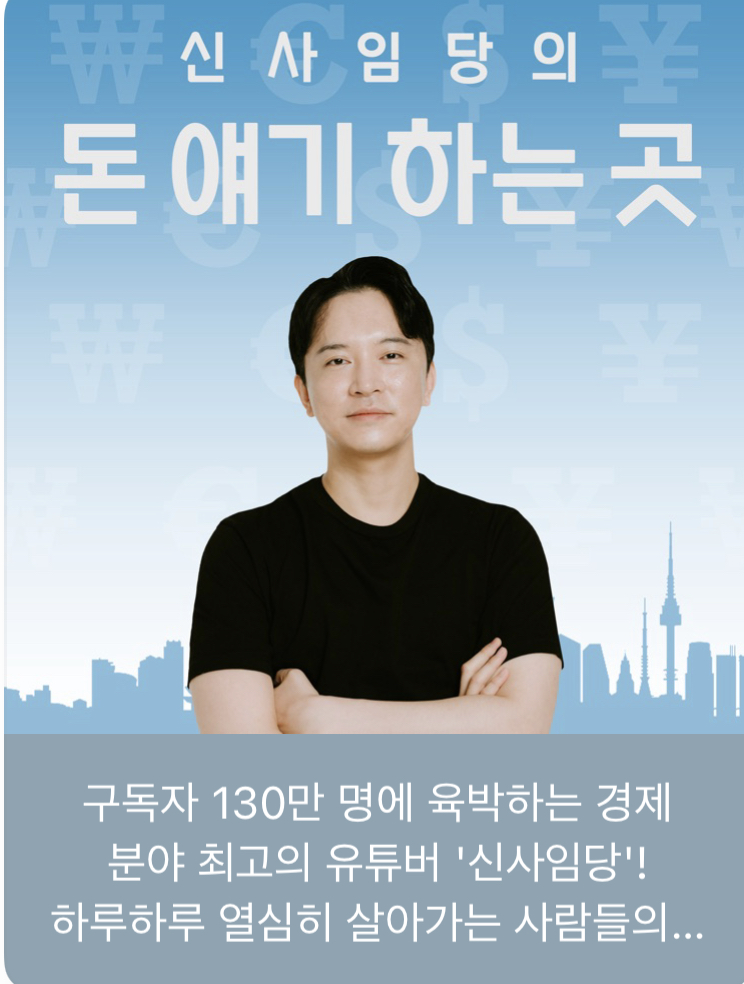 신사임당의
돈 얘기 하는 곳
구독자 130만 명에 육박하는 경제
분야 최고의 유튜버 '신사임당'!
하루하루 열심히 살아가는 사람들의...